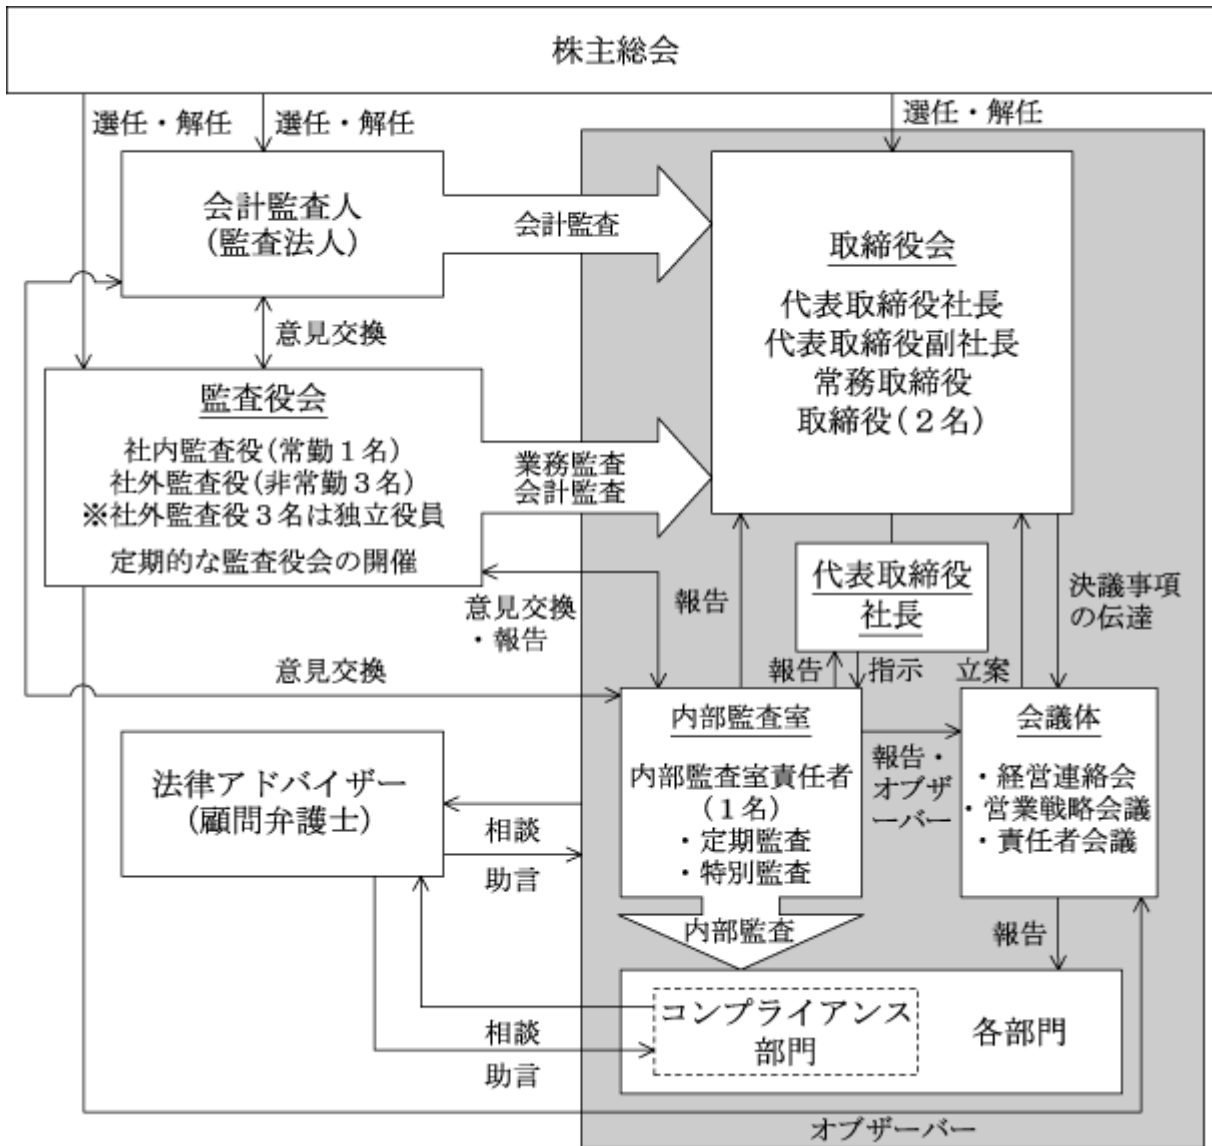 株主総会
選任・解任
選任・解任
選任・解任
会計監査人
(監査法人)
会計監査
取締役会
代表取締役社長
代表取締役副社長
常務取締役
取締役(２名)
意見交換
監査役会
社内監査役(常勤１名)
社外監査役(非常勤３名)
※社外監査役３名は独立役員
定期的な監査役会の開催
業務監査
会計監査
代表取締役
社長
報告
決議事項
の伝達
意見交換
・報告
意見交換
報告
指示
立案
内部監査室
内部監査室責任者
(１名)
・定期監査
・特別監査
報告・
オブザ
ーバー
会議体
・経営連絡会
・営業戦略会議
・責任者会議
法律アドバイザー
(顧問弁護士)
相談
助言
内部監査
報告
コンプライアンス
部門
各部門
相談
助言
オブザーバー